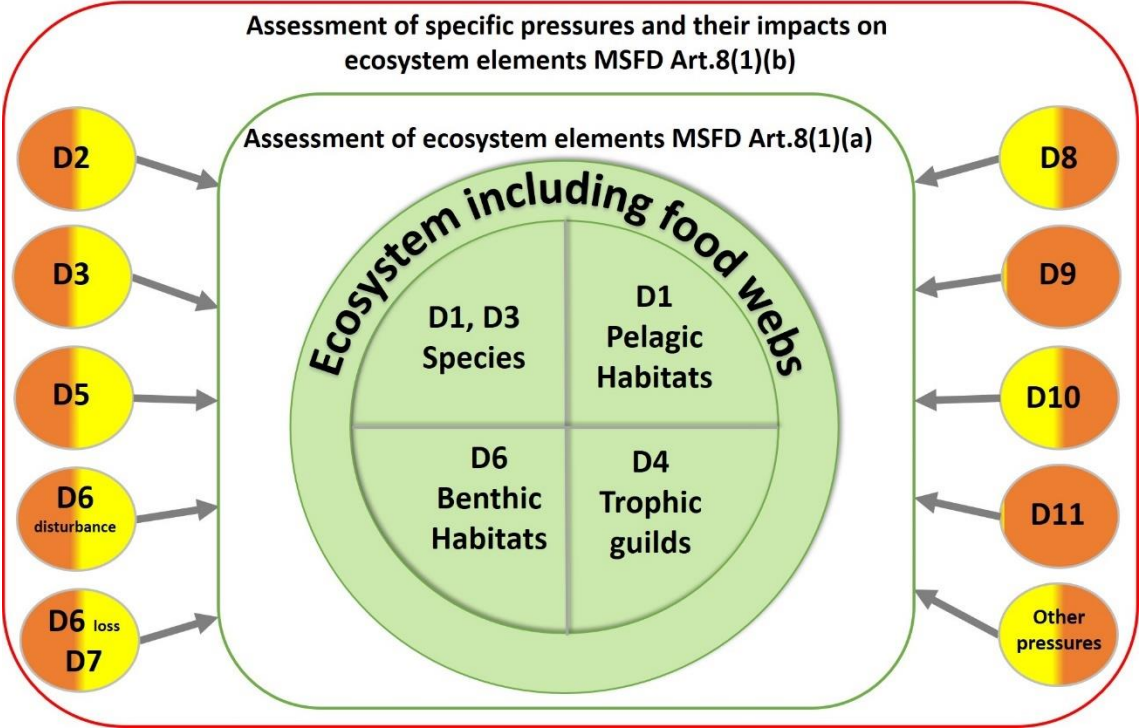 Assessment of specific pressures and their impacts on
ecosystem elements MSFD Art.8(1)(b)
Assessment of ecosystem elements MSFD Art.8(1)(a)
Ecosystem including food webs
D1, D3
Species
D1
Pelagic
Habitats
D6
Benthic
Habitats
D4
Trophic
guilds
D2
D3
D5
D6
disturbance
D6 loss
D7
D8
D9
D10
D11
Other
pressures